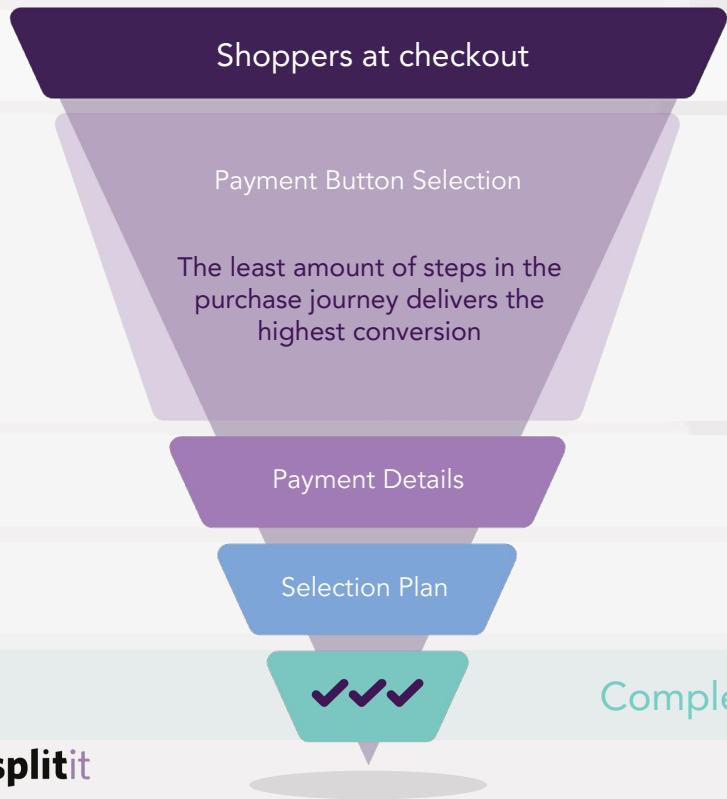 Shoppers at checkout
Payment Button Selection
The least amount of steps in the
purchase journey delivers the
highest conversion
Payment Details
Selection Plan
Comple
splitit